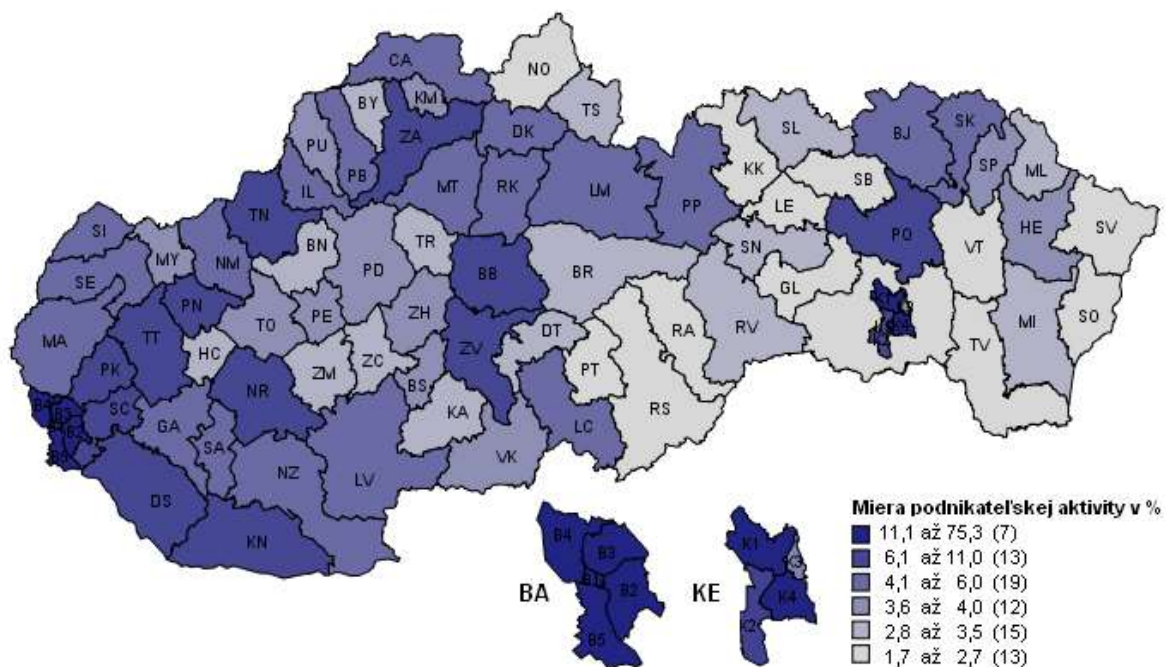 NO
CA
TS
BY
KM
ZA
DK
SL
BJ
SK
PU
PB
IL
MT
RK
LM
PP
KK
SB
SP
ML
LE
TN
SI
MY
NM
BN
PD
TR
BB
BR
SN
PO
VT
HE
SV
SE
PN
TO
PE
ZH
GL
MA
TT
HC
ZM
ZC
ZV
DT
RA
RV
MI
SO
TV
PK
NR
BS
KA
PT
RS
SC
GA
SA
NZ
LV
VK
LC
DS
KN
BA
B4
B3
B2
B5
KE
K1
K3
K4
K2
Miera podnikateľskej aktivity v %
11,1 až 75,3 (7)
6,1 až 11,0 (13)
4,1 až 6,0 (19)
3,6 až 4,0 (12)
2,8 až 3,5 (15)
1,7 až 2,7 (13)